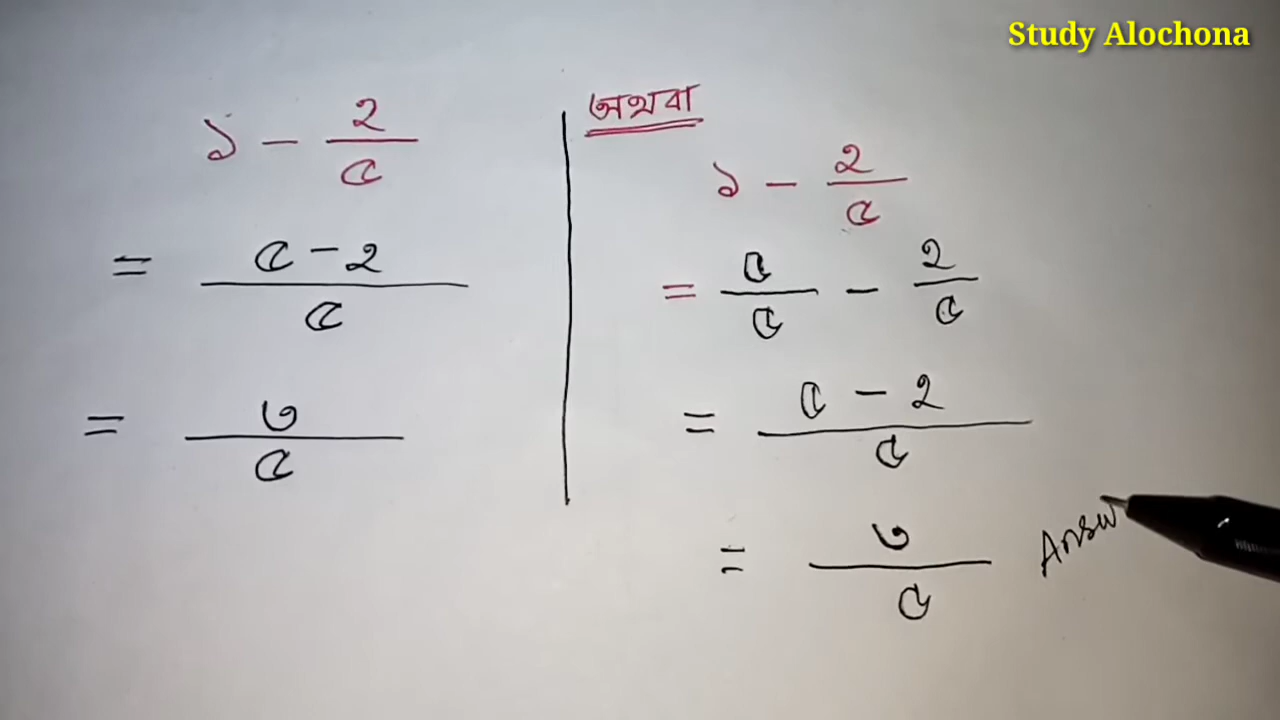 Study Alochona
১ - ২/৫
= ৫ - ২/৫
= ৩/৫
অথবা
১ - ২/৫
= ৫/৫ - ২/৫
= ৫ - ২/৫
= ৩/৫ Answ